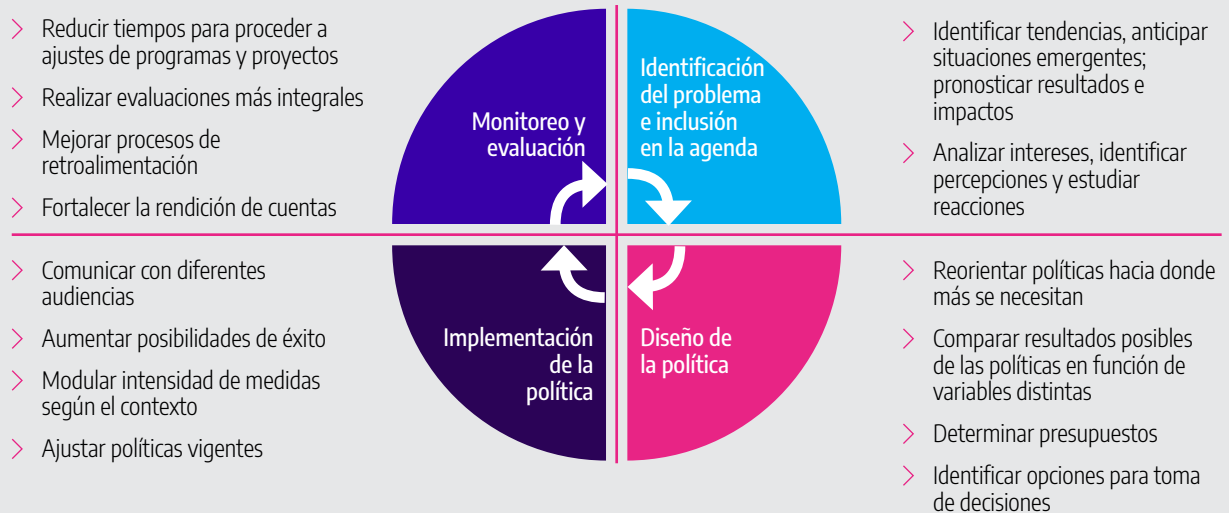 Reducir tiempos para proceder a
ajustes de programas y proyectos
Realizar evaluaciones más integrales
Mejorar procesos de
retroalimentación
Fortalecer la rendición de cuentas
Monitoreo y
evaluación
Identificación
del problema
e inclusión
en la agenda
Identificar tendencias, anticipar
situaciones emergentes;
pronosticar resultados e
impactos
Analizar intereses, identificar
percepciones y estudiar
reacciones
Comunicar con diferentes
audiencias
Aumentar posibilidades de éxito
Modular intensidad de medidas
según el contexto
Ajustar políticas vigentes
Implementación
de la
política
Diseño de
la política
Reorientar políticas hacia donde
más se necesitan
Comparar resultados posibles
de las políticas en función de
variables distintas
Determinar presupuestos
Identificar opciones para toma
de decisiones